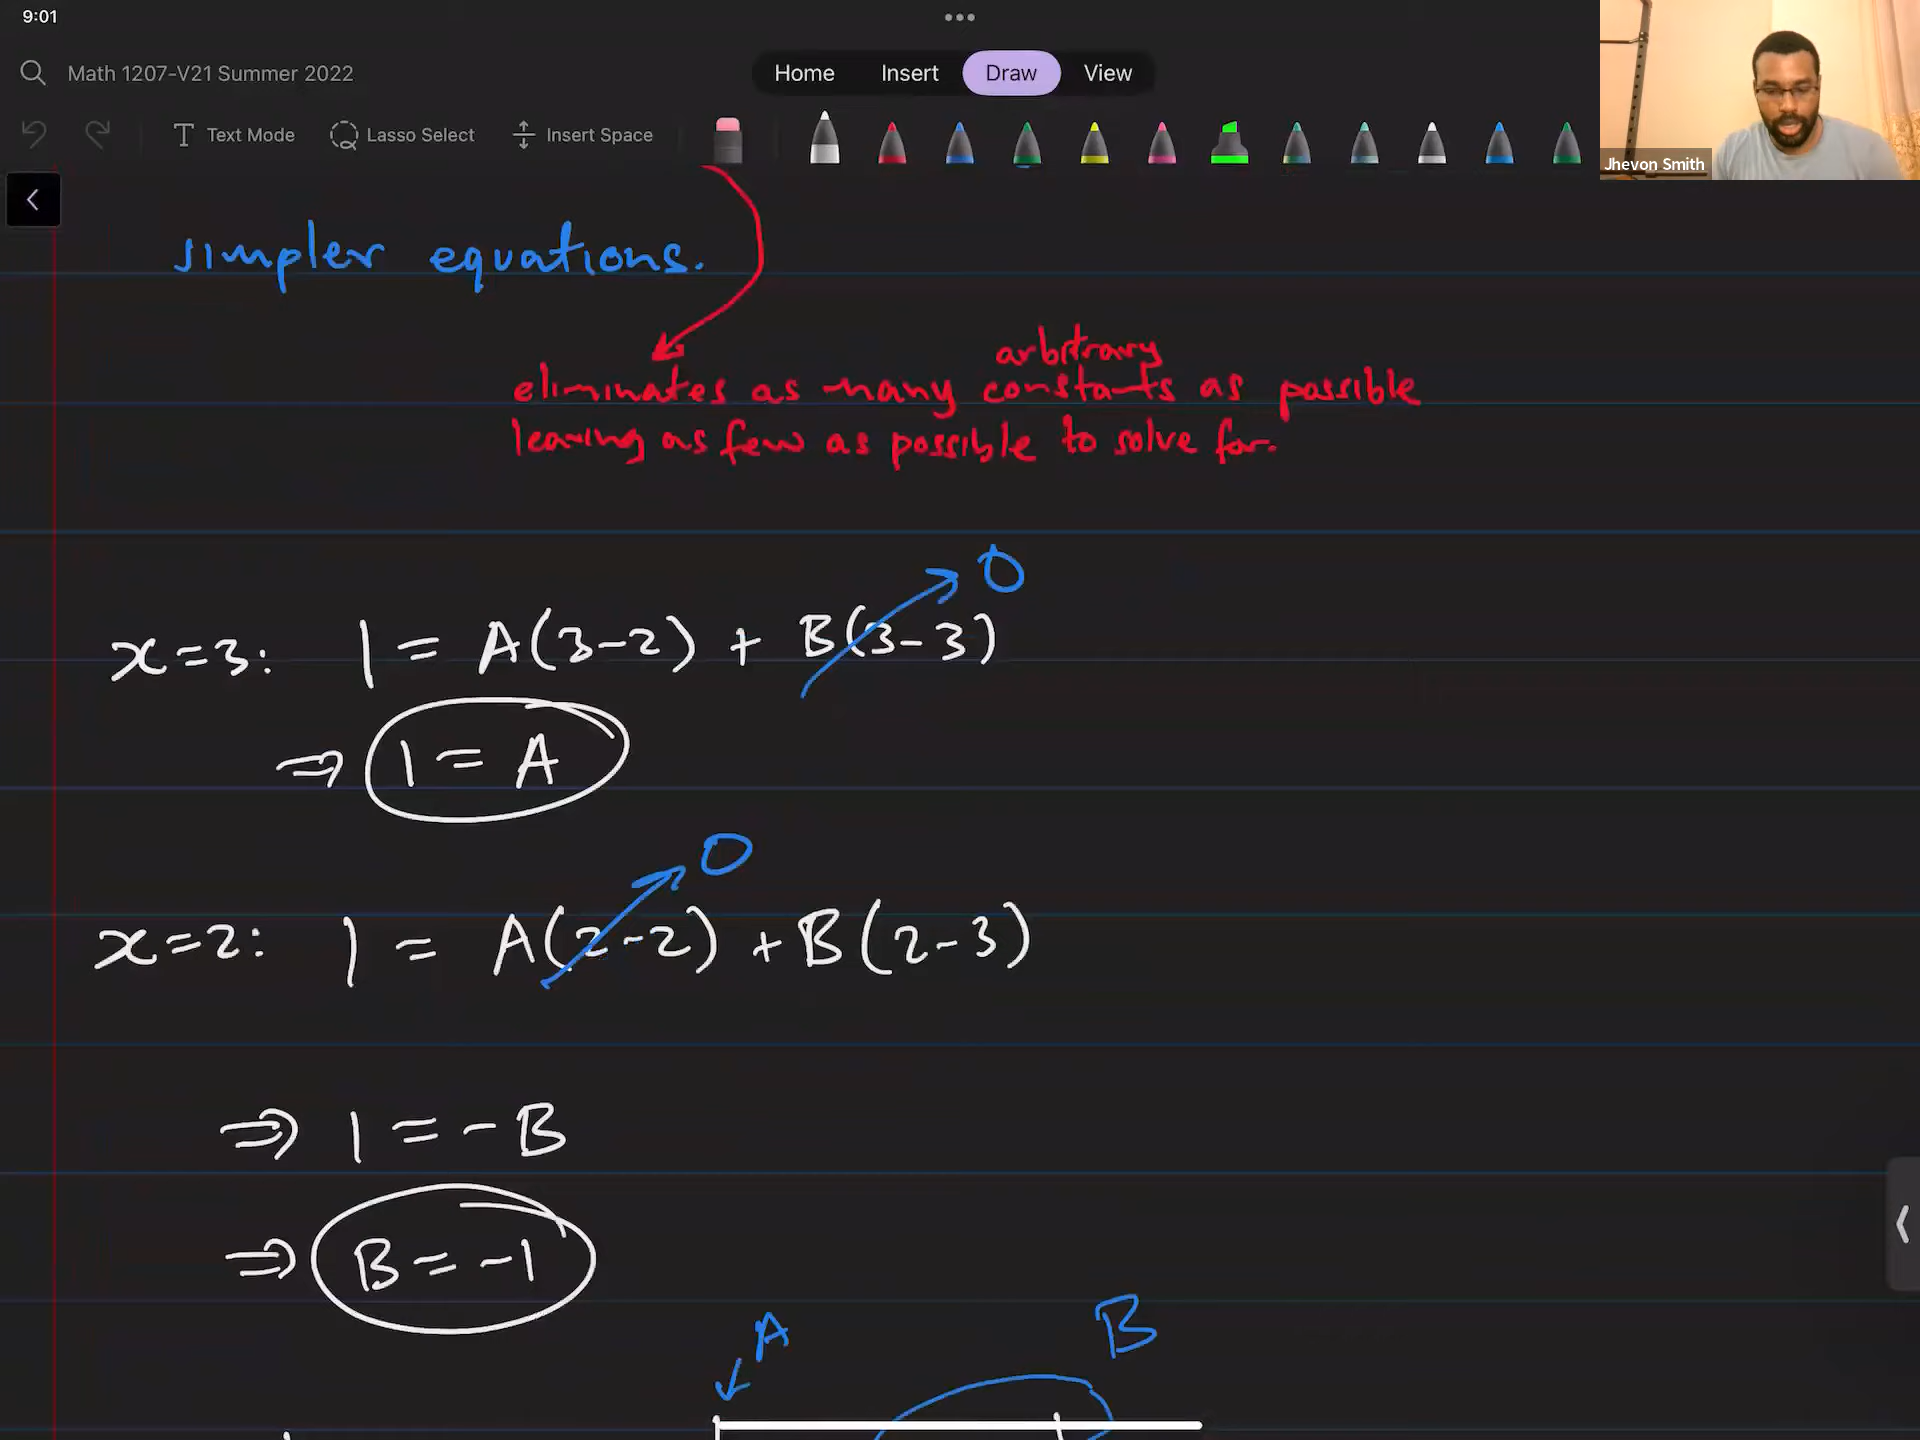 9:01
Math 1207-V21 Summer 2022
Home Insert Draw View
Text Mode Lasso Select Insert Space
Jhevon Smith
simpler equations.
arbitrary
eliminates as many constants as possible
leaving as few as possible to solve for.
0
x=3: 1 = A(3-2) + B(3-3)
⇒ 1 = A
0
x=2: 1 = A(2-2) + B(2-3)
⇒ 1 = -B
⇒ B = -1
A B